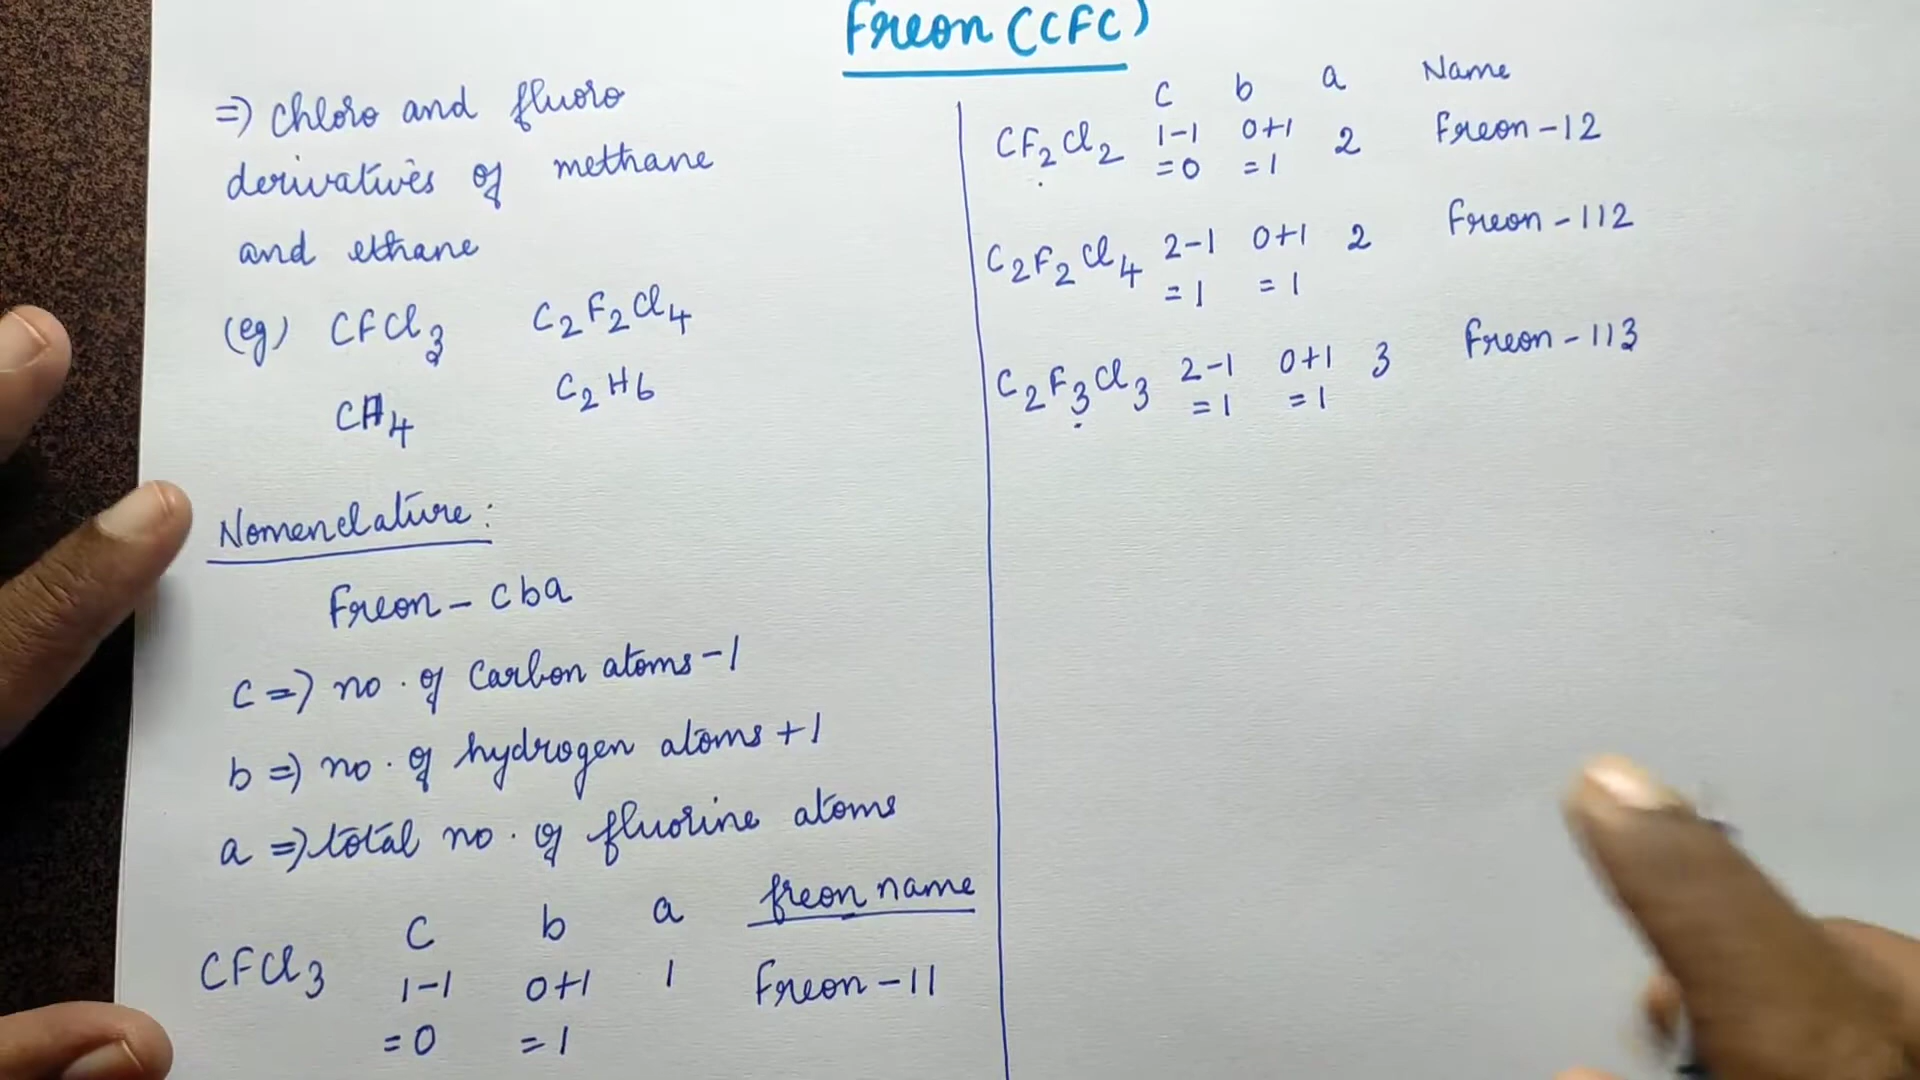 Freon (CFC)
=> Chloro and fluoro
derivatives of methane
and ethane
(eg) CFCl3 C2F2Cl4
CH4 C2H6
Nomenclature:
Freon - cba
c => no. of Carbon atoms - 1
b => no. of hydrogen atoms + 1
a => total no. of fluorine atoms
c b a freon name
CFCl3 1-1 0+1 1 Freon - 11
=0 =1
c b a Name
CF2Cl2 1-1 0+1 2 Freon - 12
=0 =1
C2F2Cl4 2-1 0+1 2 Freon - 112
=1 =1
C2F3Cl3 2-1 0+1 3 Freon - 113
=1 =1